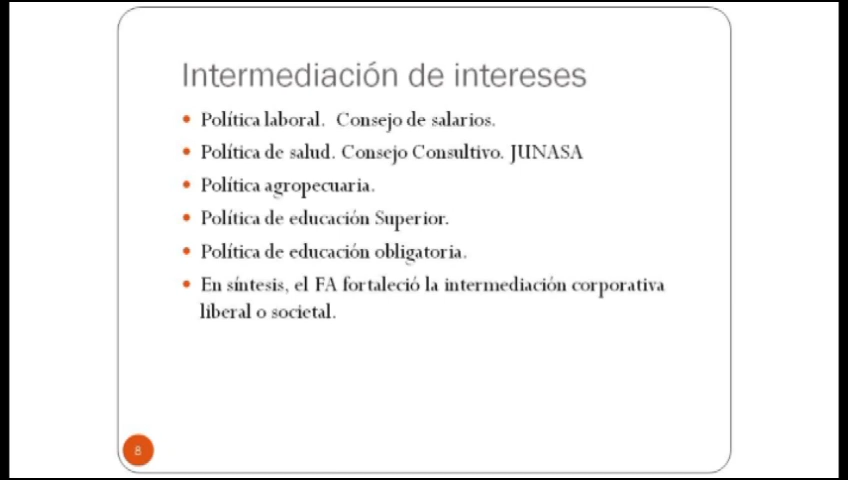 Intermediación de intereses
Política laboral.  Consejo de salarios.
Política de salud. Consejo Consultivo. JUNASA
Política agropecuaria.
Política de educación Superior.
Política de educación obligatoria.
En síntesis, el FA fortaleció la intermediación corporativa
liberal o societal.
8